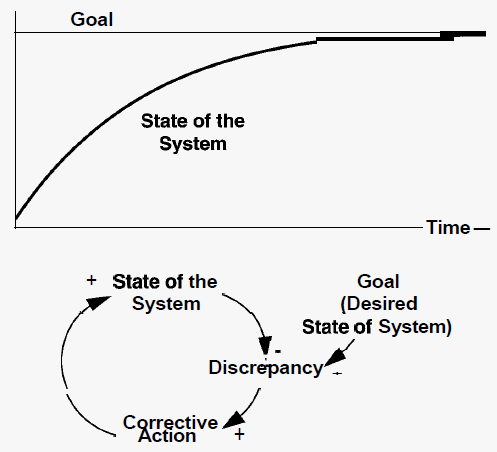 Goal
State of the
System
Time
+ State of the
System
Goal
(Desired
State of System)
-
Discrepancy
Corrective
Action +